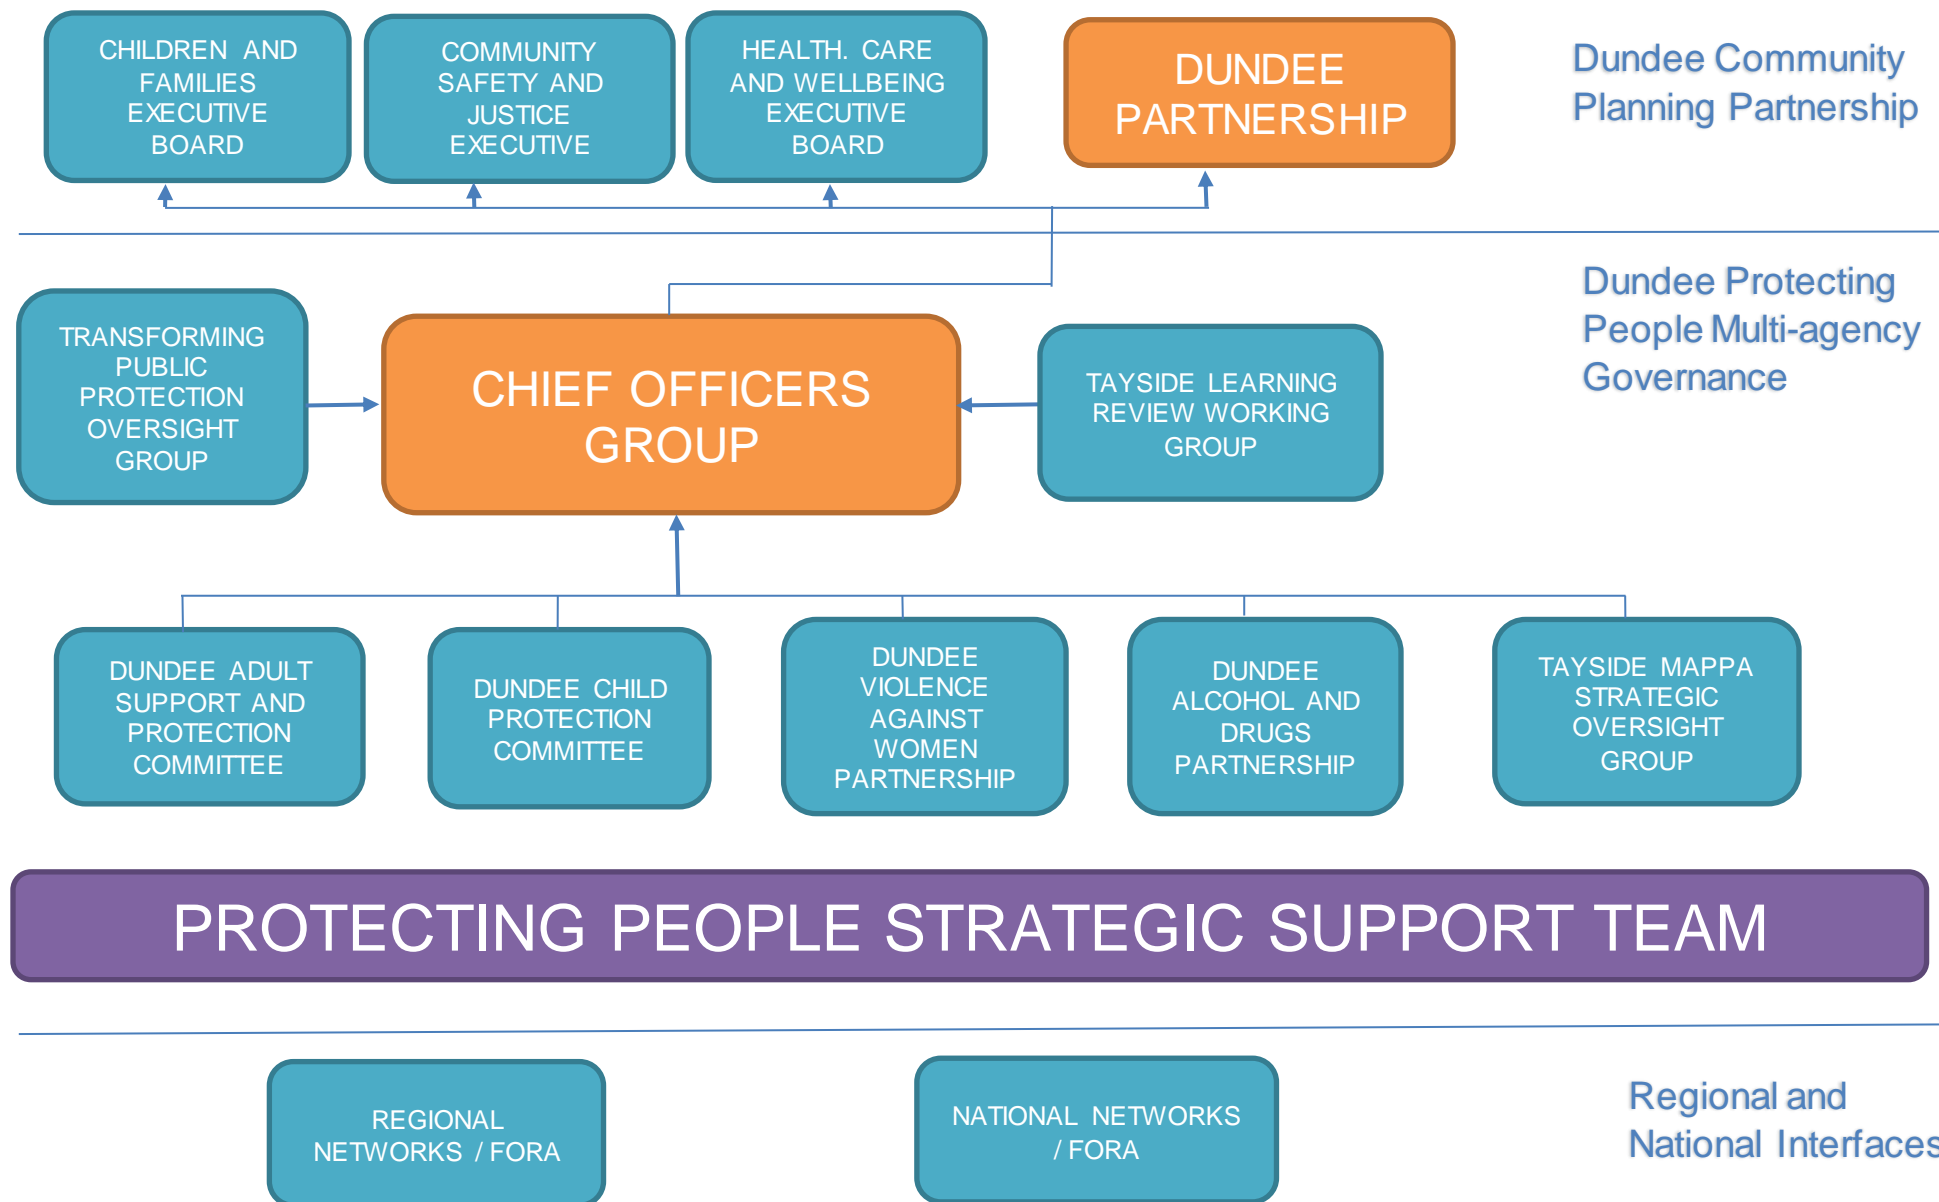 CHILDREN AND
FAMILIES
EXECUTIVE
BOARD
COMMUNITY
SAFETY AND
JUSTICE
EXECUTIVE
HEALTH. CARE
AND WELLBEING
EXECUTIVE
BOARD
DUNDEE
PARTNERSHIP
Dundee Community
Planning Partnership
Dundee Protecting
People Multi-agency
Governance
TRANSFORMING
PUBLIC
PROTECTION
OVERSIGHT
GROUP
CHIEF OFFICERS
GROUP
TAYSIDE LEARNING
REVIEW WORKING
GROUP
DUNDEE ADULT
SUPPORT AND
PROTECTION
COMMITTEE
DUNDEE CHILD
PROTECTION
COMMITTEE
DUNDEE
VIOLENCE
AGAINST
WOMEN
PARTNERSHIP
DUNDEE
ALCOHOL AND
DRUGS
PARTNERSHIP
TAYSIDE MAPPA
STRATEGIC
OVERSIGHT
GROUP
PROTECTING PEOPLE STRATEGIC SUPPORT TEAM
REGIONAL
NETWORKS / FORA
NATIONAL NETWORKS
/ FORA
Regional and
National Interfaces